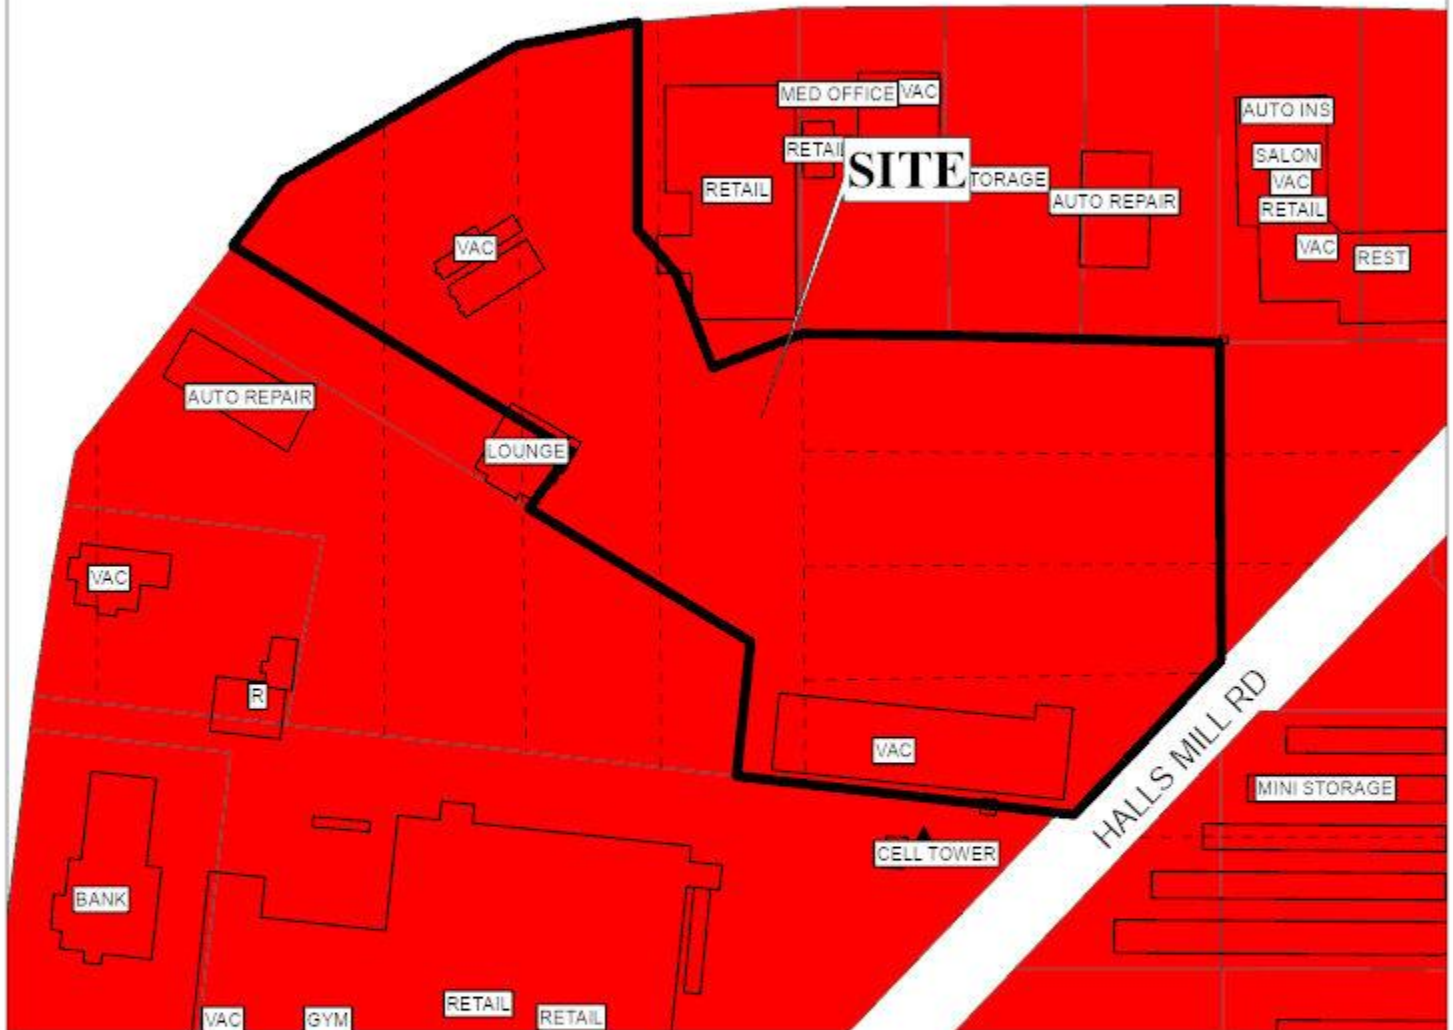 MED OFFICE
VAC
AUTO INS
RETAI
SITE
SALON
TORAGE
VAC
RETAIL
AUTO REPAIR
RETAIL
VAC
VAC
REST
AUTO REPAIR
LOUNGE
VAC
R
VAC
HALLS MILL RD
MINI STORAGE
CELL TOWER
BANK
RETAIL
RETAIL
VAC
GYM